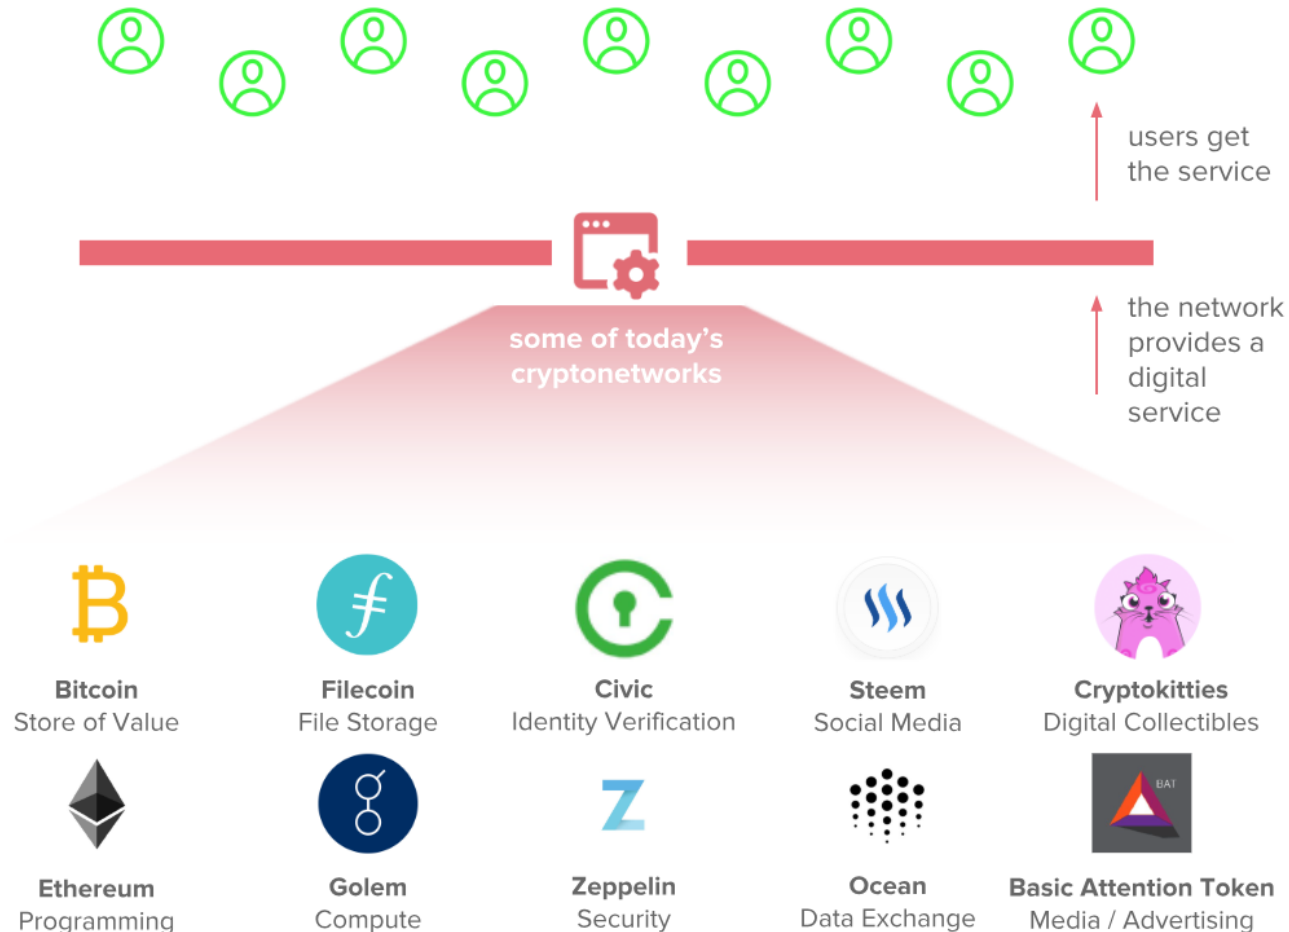 users get
the service
the network
provides a
digital
service
some of today's
cryptonetworks
Bitcoin
Store of Value
Filecoin
File Storage
Civic
Identity Verification
Steem
Social Media
Cryptokitties
Digital Collectibles
BAT
Ethereum
Programming
Golem
Compute
Zeppelin
Security
Ocean
Data Exchange
Basic Attention Token
Media / Advertising